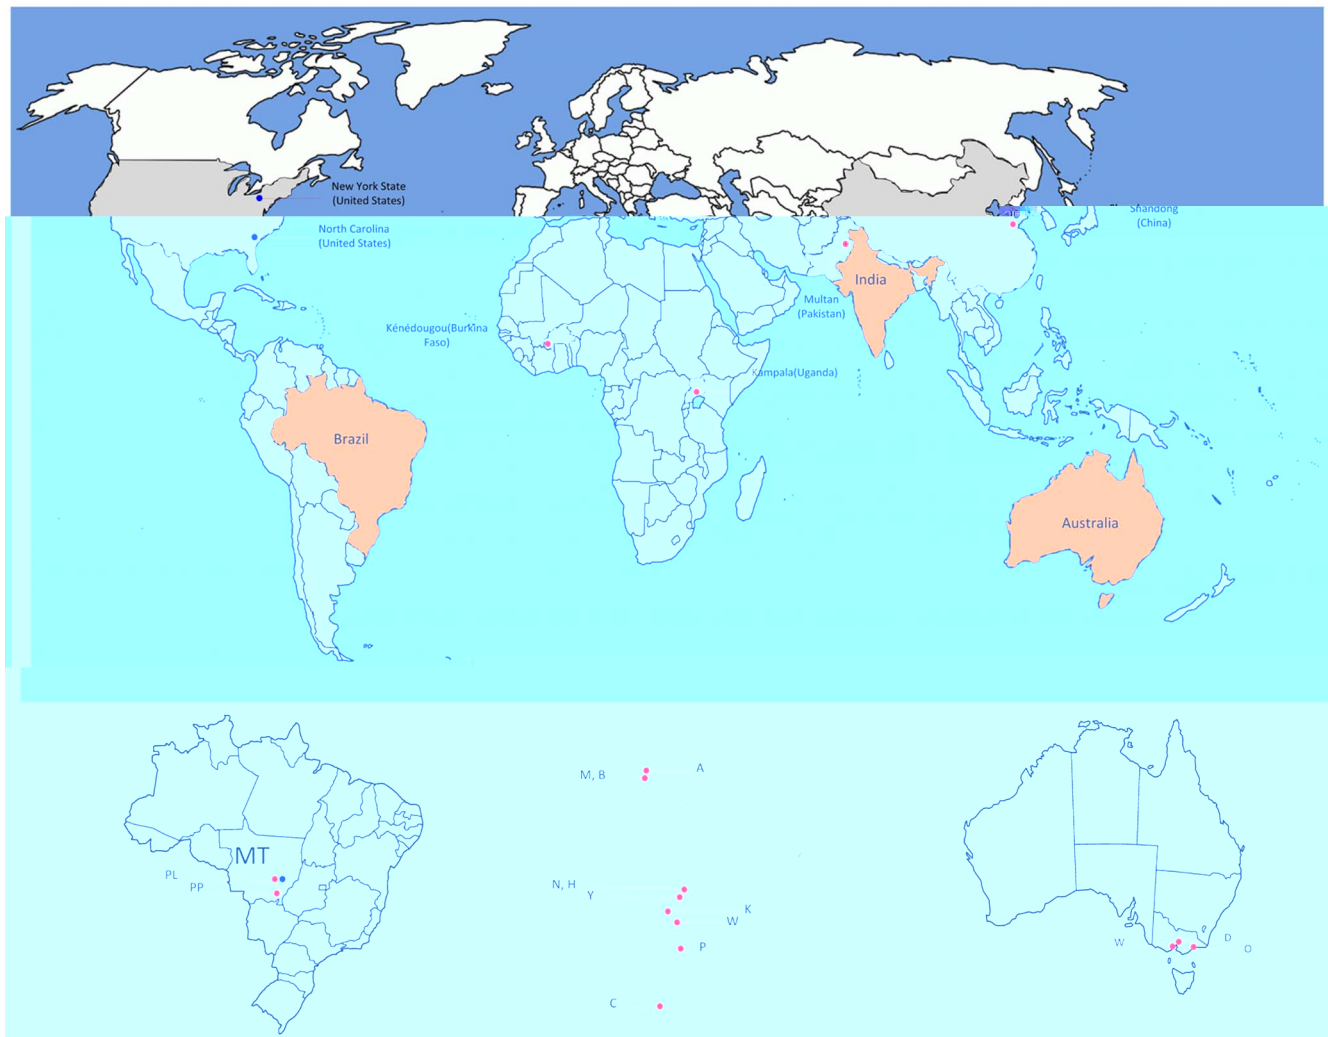 New York State
(United States)
North Carolina
(United States)
Shandong
(China)
India
Multan
(Pakistan)
Kénédougou(Burkina
Faso)
Kampala(Uganda)
Brazil
Australia
M, B
A
MT
PL
PP
N, H
Y
K
W
P
C
W
D
O